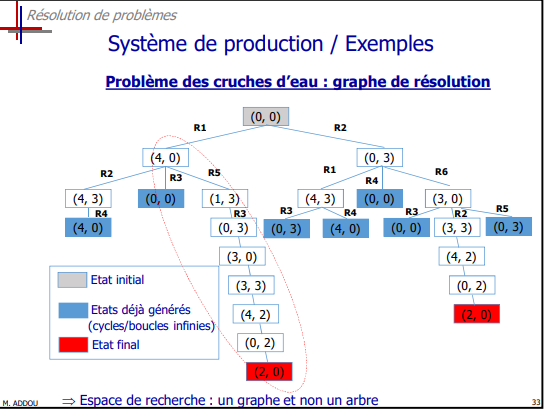 Résolution de problèmes
Système de production / Exemples
Problème des cruches d'eau : graphe de résolution
(0, 0)
R1 R2
(4, 0) (0, 3)
R2 R3 R5 R1 R4 R6
(4, 3) (0, 0) (1, 3) (4, 3) (0, 0) (3, 0)
R4 R3 R3 R4 R3 R2 R5
(4, 0) (0, 3) (0, 3) (4, 0) (0, 0) (3, 3) (0, 3)
(3, 0) (4, 2)
Etat initial (3, 3) (0, 2)
Etats déjà générés (4, 2) (2, 0)
(cycles/boucles infinies)
Etat final (0, 2)
(2, 0)
M. ADDOU ⇒ Espace de recherche : un graphe et non un arbre 33